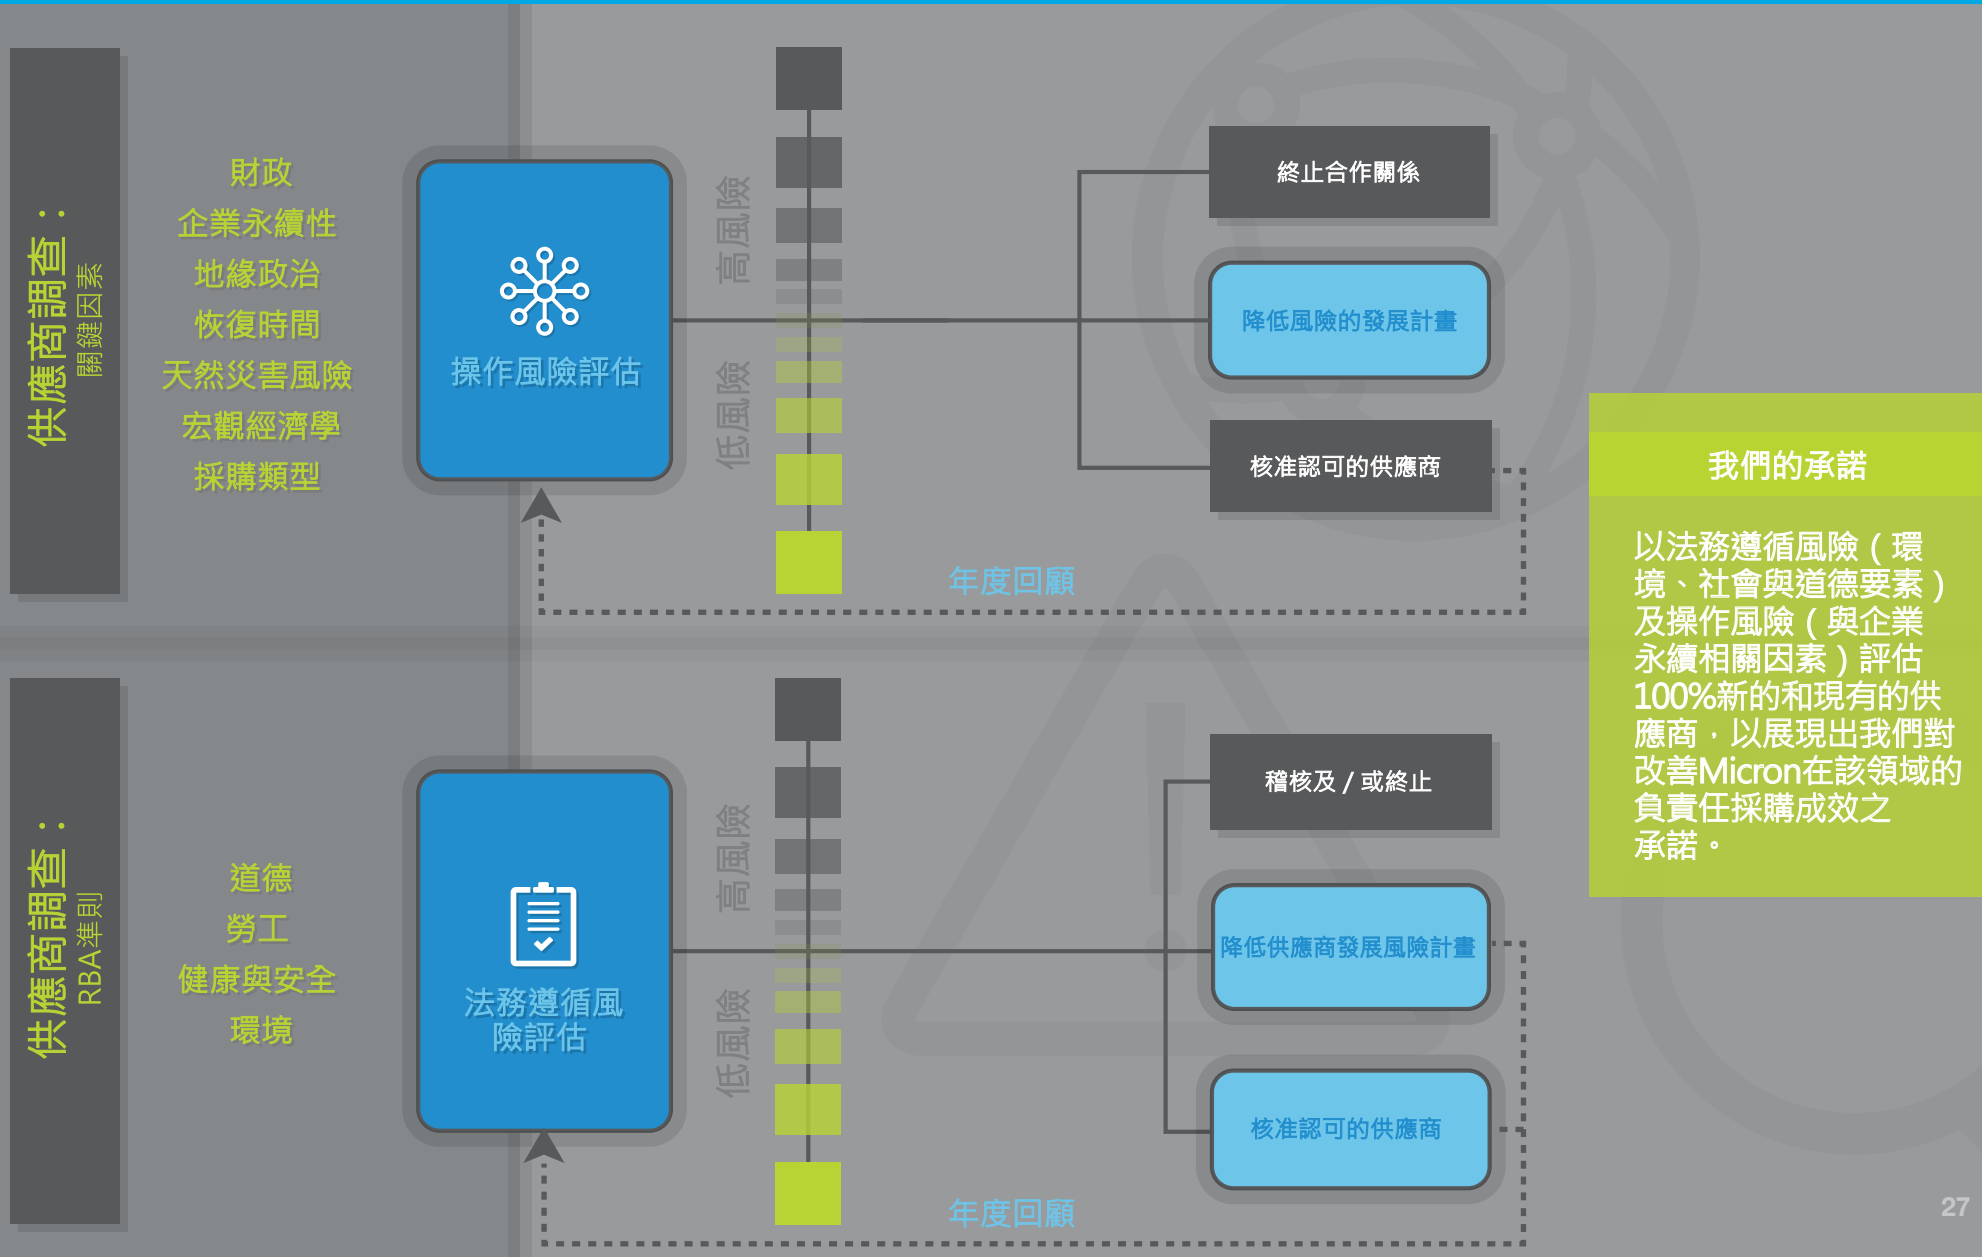 供應商調查：
關鍵因素
財政
企業永續性
地緣政治
恢復時間
天然災害風險
宏觀經濟學
採購類型
操作風險評估
高風險
低風險
終止合作關係
降低風險的發展計畫
核准認可的供應商
年度回顧
供應商調查：
RBA準則
道德
勞工
健康與安全
環境
法務遵循風
險評估
高風險
低風險
稽核及 / 或終止
降低供應商發展風險計畫
核准認可的供應商
年度回顧
我們的承諾
以法務遵循風險（環
境、社會與道德要素）
及操作風險（與企業
永續相關因素）評估
100%新的和現有的供
應商，以展現出我們對
改善Micron在該領域的
負責任採購成效之
承諾。
27